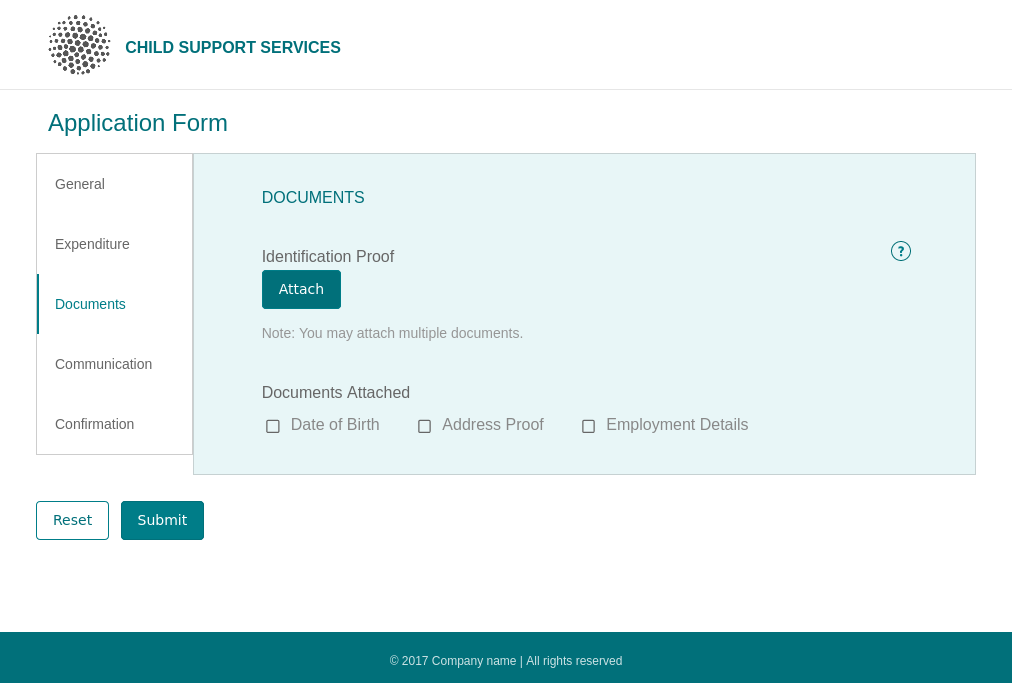 CHILD SUPPORT SERVICES
Application Form
General
Expenditure
Documents
Communication
Confirmation
DOCUMENTS
Identification Proof
?
Attach
Note: You may attach multiple documents.
Documents Attached
Date of Birth Address Proof Employment Details
Reset Submit
© 2017 Company name | All rights reserved